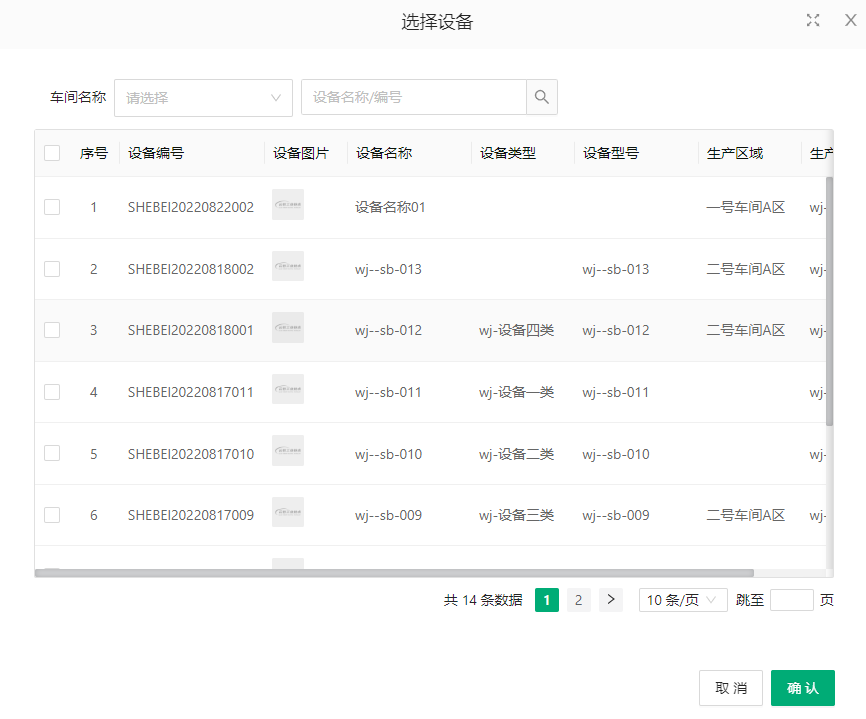 选择设备
车间名称 请选择 设备名称/编号
序号 设备编号 设备图片 设备名称 设备类型 设备型号 生产区域 生产
1 SHEBEI20220822002 设备名称01 一号车间A区 wj-
2 SHEBEI20220818002 wj--sb-013 wj--sb-013 二号车间A区 wj-
3 SHEBEI20220818001 wj--sb-012 wj-设备四类 wj--sb-012 二号车间A区 wj-
4 SHEBEI20220817011 wj--sb-011 wj-设备一类 wj--sb-011 wj-
5 SHEBEI20220817010 wj--sb-010 wj-设备二类 wj--sb-010 wj-
6 SHEBEI20220817009 wj--sb-009 wj-设备三类 wj--sb-009 二号车间A区 wj-
共 14 条数据 1 2 > 10 条/页 跳至 页
取消 确认